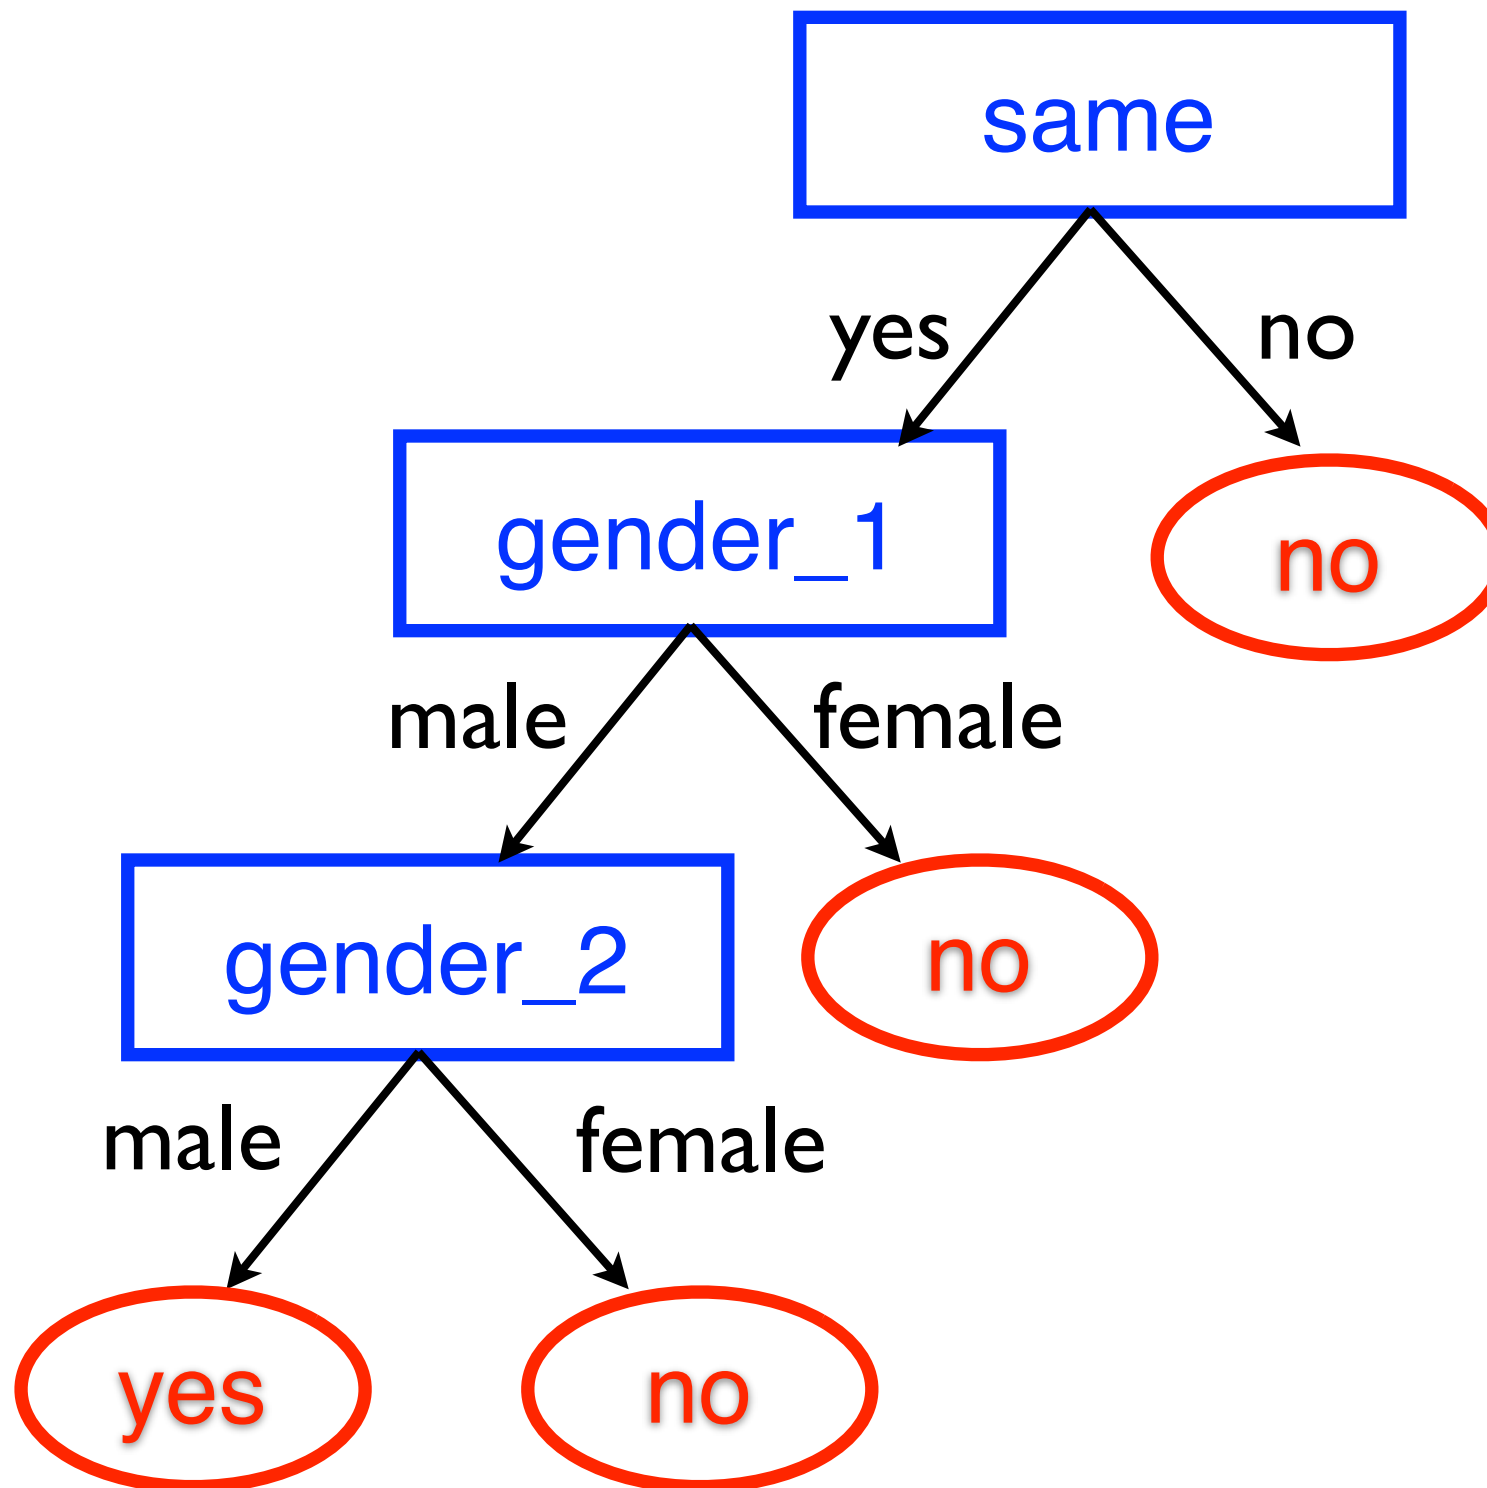 same
yes
no
gender_1
no
male
female
gender_2
no
male
female
yes
no